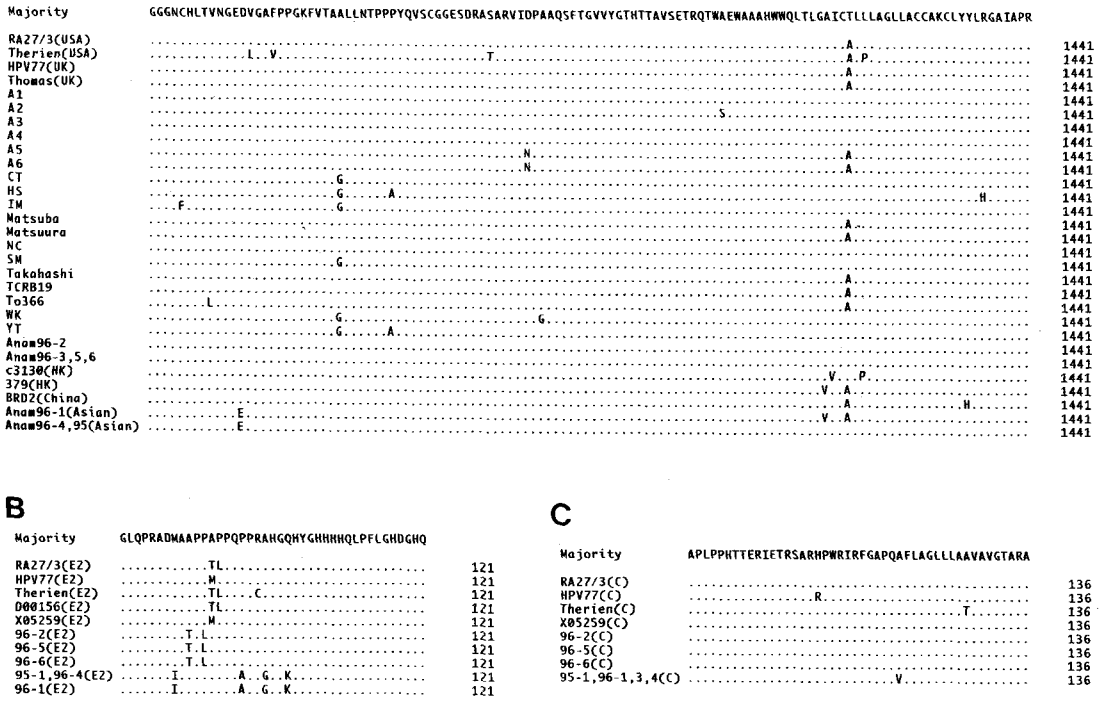 Majority GGGNCHLTVNGEDVGAFPPGKFVTAALLNTPPPYQVSCGGESDRASARVIDPAAQSFTGVVYGTHTTAVSETRQTWAEWAAAHWWQLTLGAICTLLLAGLLACCAKCLYYLRGAIAPR
RA27/3(USA) ...A... 1441
Therien(USA) ...L..V...T...A.P... 1441
HPV77(UK) ...A... 1441
Thomas(UK) ...A... 1441
A1 ... 1441
A2 ...S... 1441
A3 ... 1441
A4 ... 1441
A5 ...N...A... 1441
A6 ...N...A... 1441
CT ...G... 1441
HS ...G...A...H... 1441
IM ...F...G... 1441
Matsuba ...A... 1441
Matsuura ...A... 1441
NC ... 1441
SM ...G... 1441
Takahashi ...A... 1441
TCRB19 ...A... 1441
To366 ...L...A... 1441
WK ...G...G... 1441
YT ...G...A... 1441
Anam96-2 ... 1441
Anam96-3,5,6 ... 1441
c3130(HK) ...V...P... 1441
379(HK) ...V..A... 1441
BRD2(China) ...A...H... 1441
Anam96-1(Asian) ...E...V..A... 1441
Anam96-4,95(Asian) ...E... 1441
B
Majority GLQPRADMAAPPAPPQPPRAHGQHYGHHHHQLPFLGHDGHQ
RA27/3(E2) ...TL... 121
HPV77(E2) ...M... 121
Therien(E2) ...TL...C... 121
D00156(E2) ...TL... 121
X05259(E2) ...M... 121
96-2(E2) ...T.L... 121
96-5(E2) ...T.L... 121
96-6(E2) ...T.L... 121
95-1,96-4(E2) ...I...A..G..K... 121
96-1(E2) ...I...A..G..K... 121
C
Majority APLPPHTTERIETRSARHPWRIRFGAPQAFLAGLLLAAVAVGTARA
RA27/3(C) ... 136
HPV77(C) ...R... 136
Therien(C) ...T... 136
X05259(C) ... 136
96-2(C) ... 136
96-5(C) ... 136
96-6(C) ... 136
95-1,96-1,3,4(C) ...V... 136